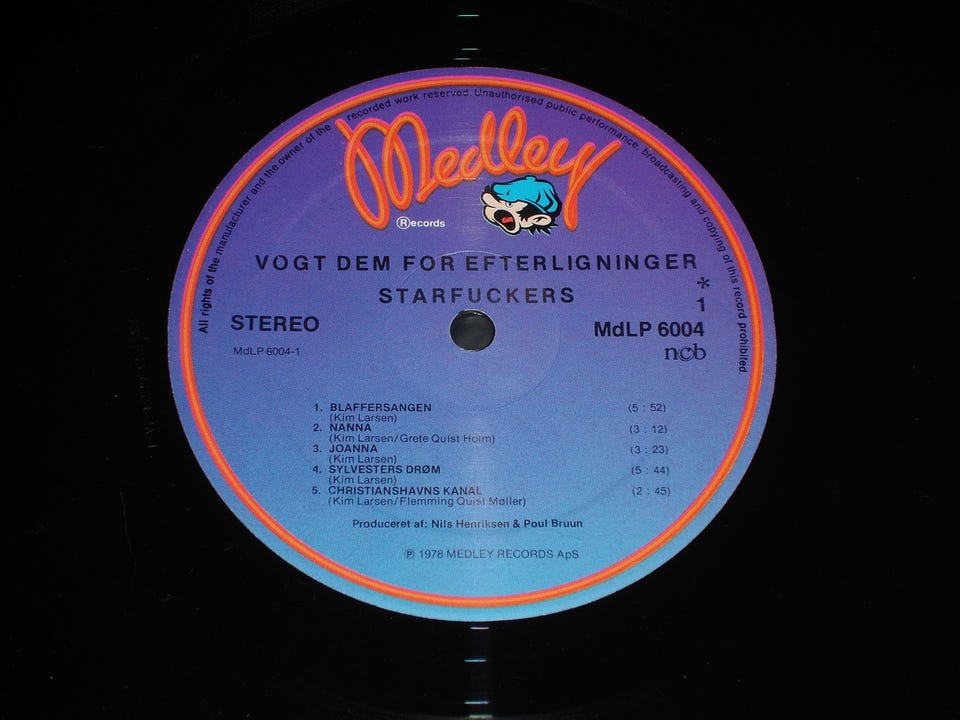 All rights of the manufacturer and the owner of the recorded work reserved. Unauthorised public performance, broadcasting and copying of this record prohibited.
Medley
Records
VOGT DEM FOR EFTERLIGNINGER
STARFUCKERS
*
1
STEREO
MdLP 6004
MdLP 6004-1
ncb
1. BLAFFERSANGEN (5 : 52)
(Kim Larsen)
2. NANNA (3 : 12)
(Kim Larsen/Grete Quist Holm)
3. JOANNA (3 : 23)
(Kim Larsen)
4. SYLVESTERS DRØM (5 : 44)
(Kim Larsen)
5. CHRISTIANSHAVNS KANAL (2 : 45)
(Kim Larsen/Flemming Quist Møller)
Produceret af: Nils Henriksen & Poul Bruun
℗ 1978 MEDLEY RECORDS ApS